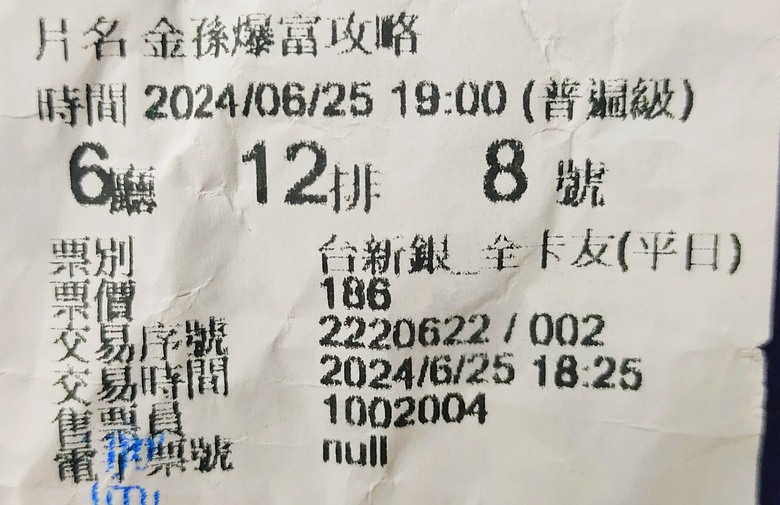 片名 金孫爆富攻略
時間 2024/06/25 19:00 (普遍級)
6廳 12排 8號
票別 台新銀_全卡友(平日)
票價 186
交易序號 2220622 / 002
交易時間 2024/6/25 18:25
售票員 1002004
電子票號 null